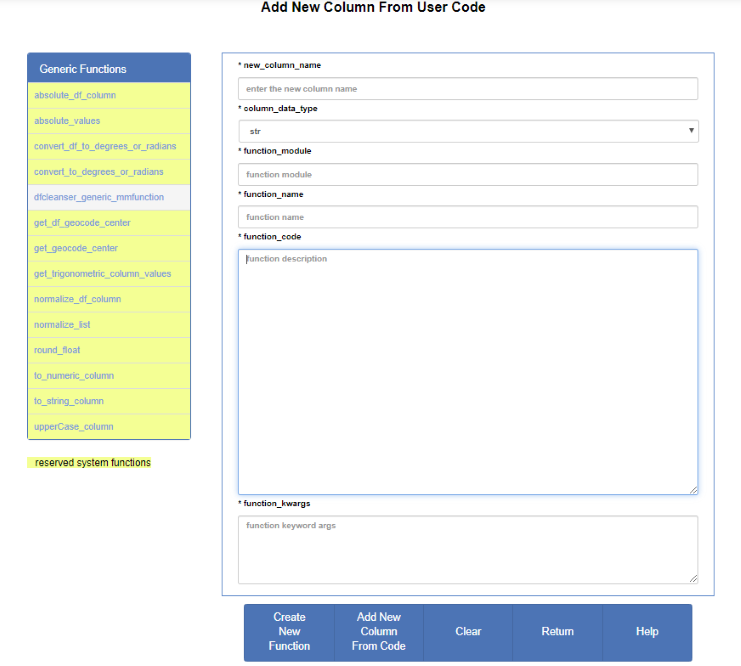 Add New Column From User Code
Generic Functions
absolute_df_column
absolute_values
convert_df_to_degrees_or_radians
convert_to_degrees_or_radians
dfcleanser_generic_mmfunction
get_df_geocode_center
get_geocode_center
get_trigonometric_column_values
normalize_df_column
normalize_list
round_float
to_numeric_column
to_string_column
upperCase_column
reserved system functions
* new_column_name
enter the new column name
* column_data_type
str
* function_module
function module
* function_name
function name
* function_code
function description
* function_kwargs
function keyword args
Create
New
Function
Add New
Column
From Code
Clear
Return
Help